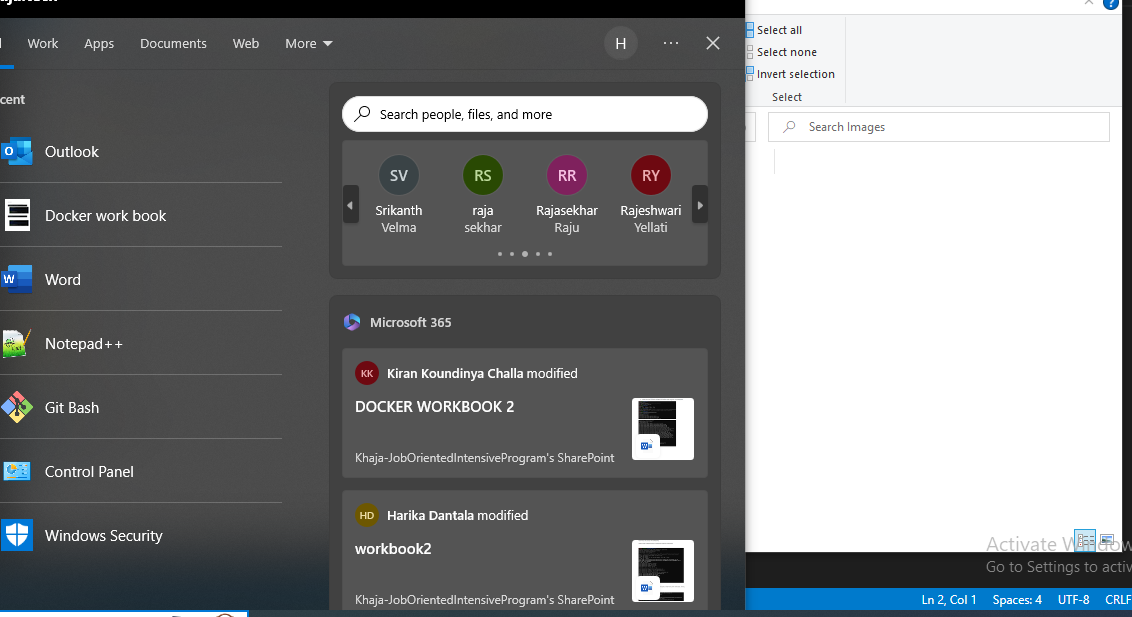 Work Apps Documents Web More H ...
cent
Outlook
Docker work book
Word
Notepad++
Git Bash
Control Panel
Windows Security
Search people, files, and more
SV RS RR RY
Srikanth Velma
raja sekhar
Rajasekhar Raju
Rajeshwari Yellati
Microsoft 365
KK Kiran Koundinya Challa modified
DOCKER WORKBOOK 2
Khaja-JobOrientedIntensiveProgram's SharePoint
HD Harika Dantala modified
workbook2
Khaja-JobOrientedIntensiveProgram's SharePoint
?
Select all
Select none
Invert selection
Select
Search Images
Activate Window
Go to Settings to activ
Ln 2, Col 1 Spaces: 4 UTF-8 CRLF